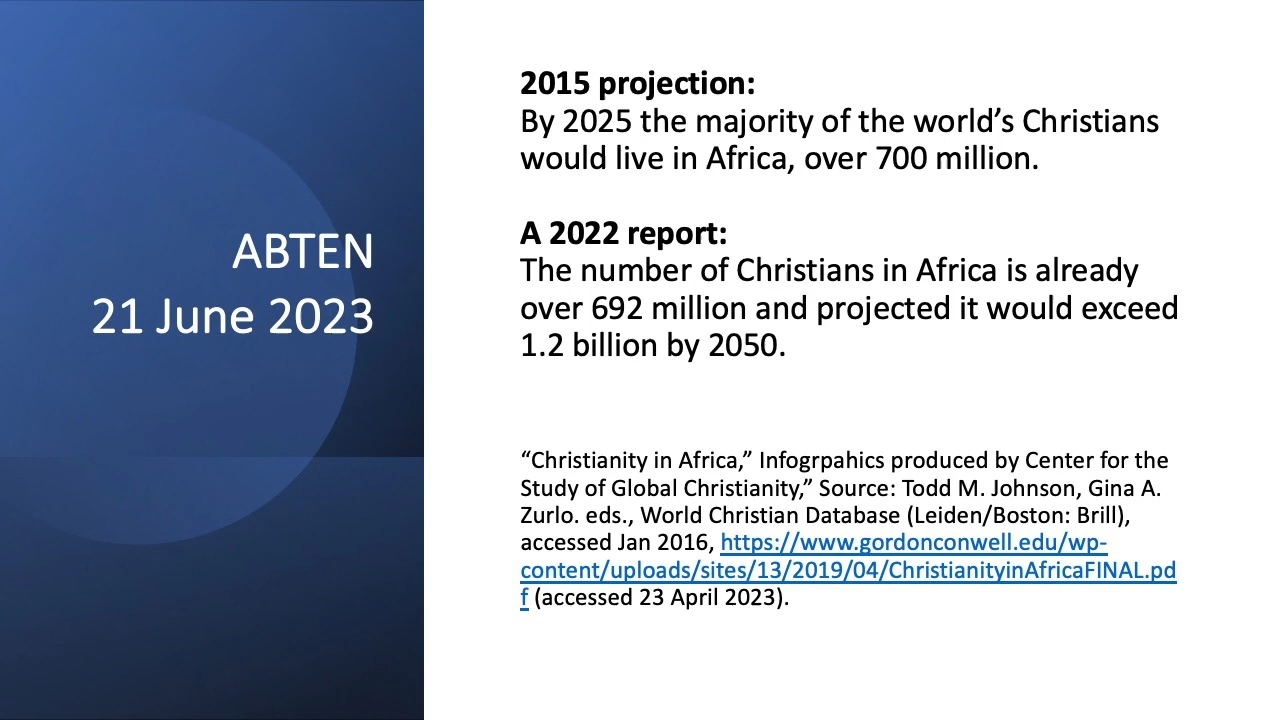 ABTEN
21 June 2023
2015 projection:
By 2025 the majority of the world’s Christians
would live in Africa, over 700 million.
A 2022 report:
The number of Christians in Africa is already
over 692 million and projected it would exceed
1.2 billion by 2050.
“Christianity in Africa,” Infogrpahics produced by Center for the
Study of Global Christianity,” Source: Todd M. Johnson, Gina A.
Zurlo. eds., World Christian Database (Leiden/Boston: Brill),
accessed Jan 2016, https://www.gordonconwell.edu/wp-
content/uploads/sites/13/2019/04/ChristianityinAfricaFINAL.pd
f (accessed 23 April 2023).